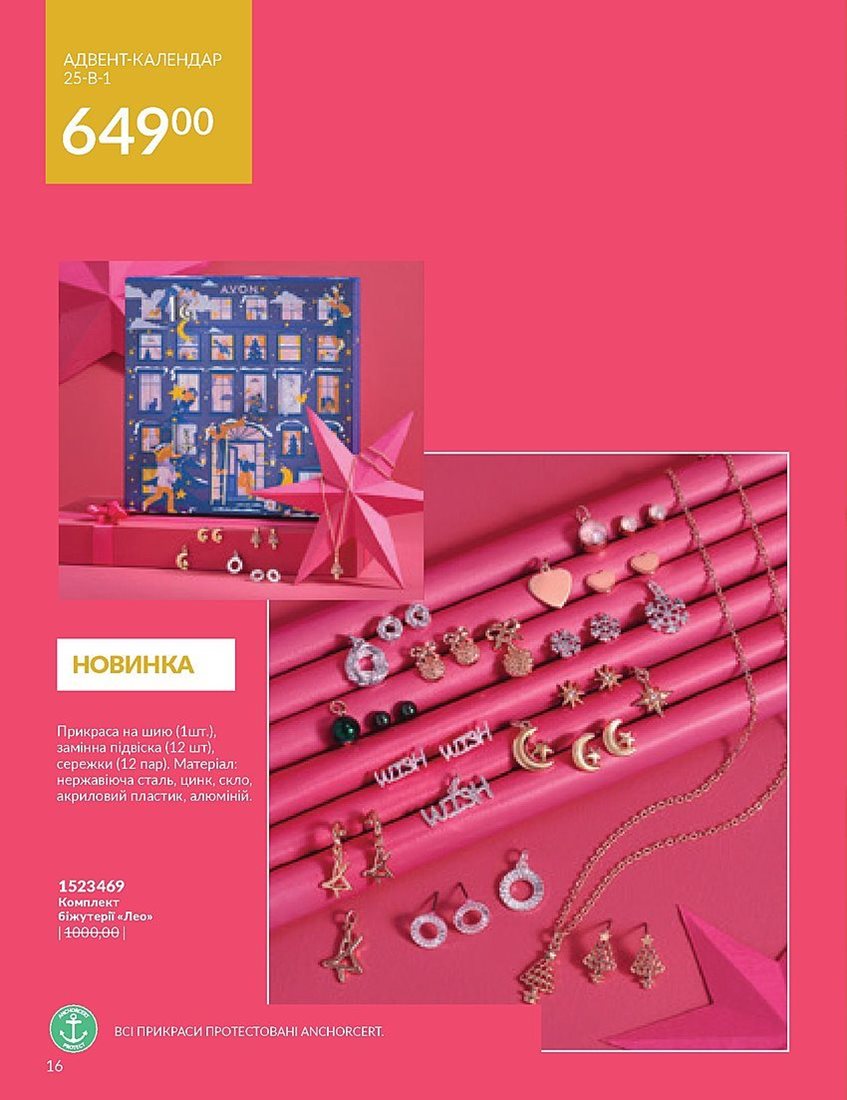 АДВЕНТ-КАЛЕНДАР
25-В-1
649⁰⁰
AVON
НОВИНКА
Прикраса на шию (1шт.),
замінна підвіска (12 шт),
сережки (12 пар). Матеріал:
нержавіюча сталь, цинк, скло,
акриловий пластик, алюміній.
WISH WISH
WISH
1523469
Комплект
біжутерії «Лео»
| 1000,00 |
ANCHORCERT
PROTECT
ВСІ ПРИКРАСИ ПРОТЕСТОВАНІ ANCHORCERT.
16